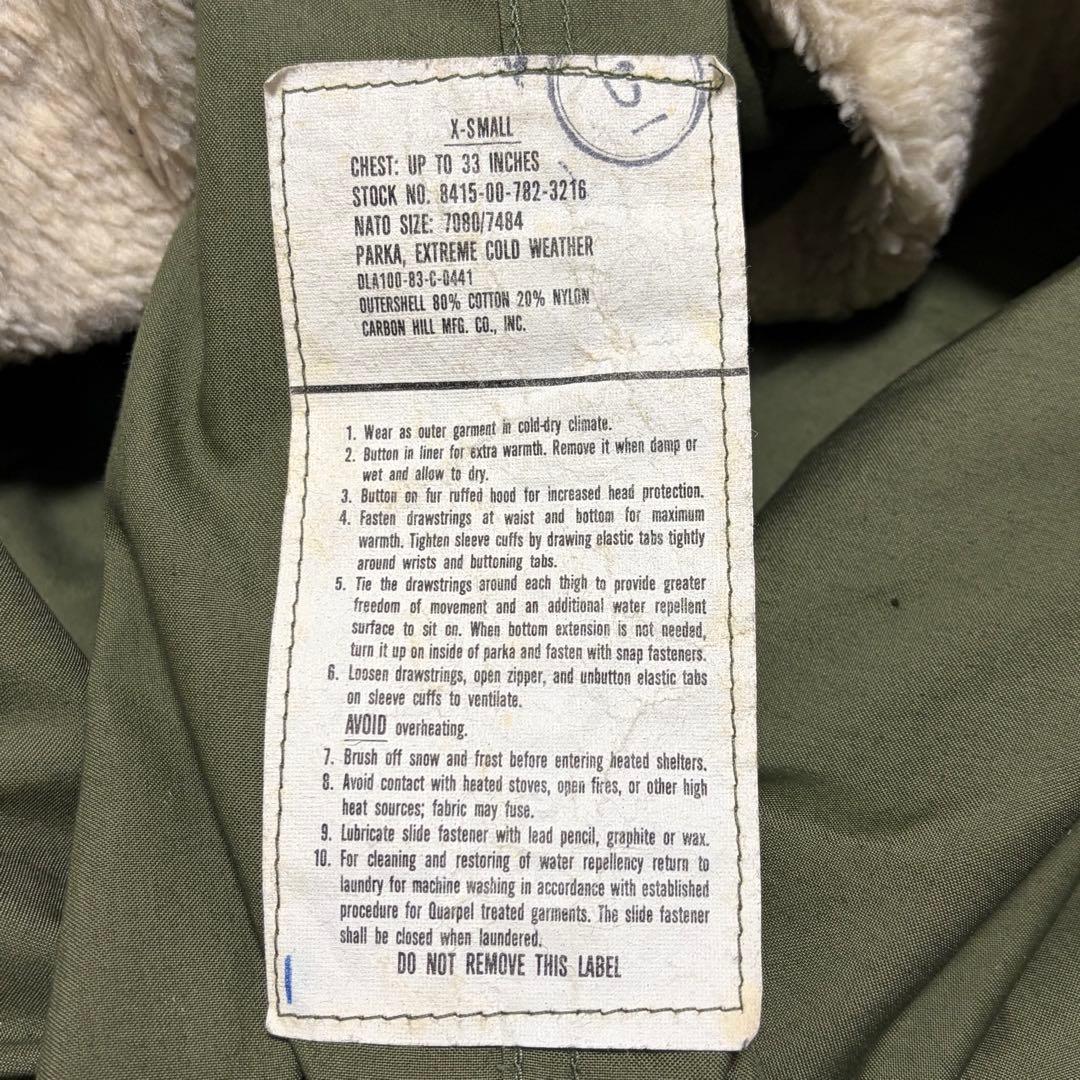 X-SMALL
CHEST: UP TO 33 INCHES
STOCK NO. 8415-00-782-3216
NATO SIZE: 7080/7484
PARKA, EXTREME COLD WEATHER
DLA100-83-C-0441
OUTERSHELL 80% COTTON 20% NYLON
CARBON HILL MFG. CO., INC.
1. Wear as outer garment in cold-dry climate.
2. Button in liner for extra warmth. Remove it when damp or
wet and allow to dry.
3. Button on fur ruffed hood for increased head protection.
4. Fasten drawstrings at waist and bottom for maximum
warmth. Tighten sleeve cuffs by drawing elastic tabs tightly
around wrists and buttoning tabs.
5. Tie the drawstrings around each thigh to provide greater
freedom of movement and an additional water repellent
surface to sit on. When bottom extension is not needed,
turn it up on inside of parka and fasten with snap fasteners.
6. Loosen drawstrings, open zipper, and unbutton elastic tabs
on sleeve cuffs to ventilate.
AVOID overheating.
7. Brush off snow and frost before entering heated shelters.
8. Avoid contact with heated stoves, open fires, or other high
heat sources; fabric may fuse.
9. Lubricate slide fastener with lead pencil, graphite or wax.
10. For cleaning and restoring of water repellency return to
laundry for machine washing in accordance with established
procedure for Quarpel treated garments. The slide fastener
shall be closed when laundered.
DO NOT REMOVE THIS LABEL